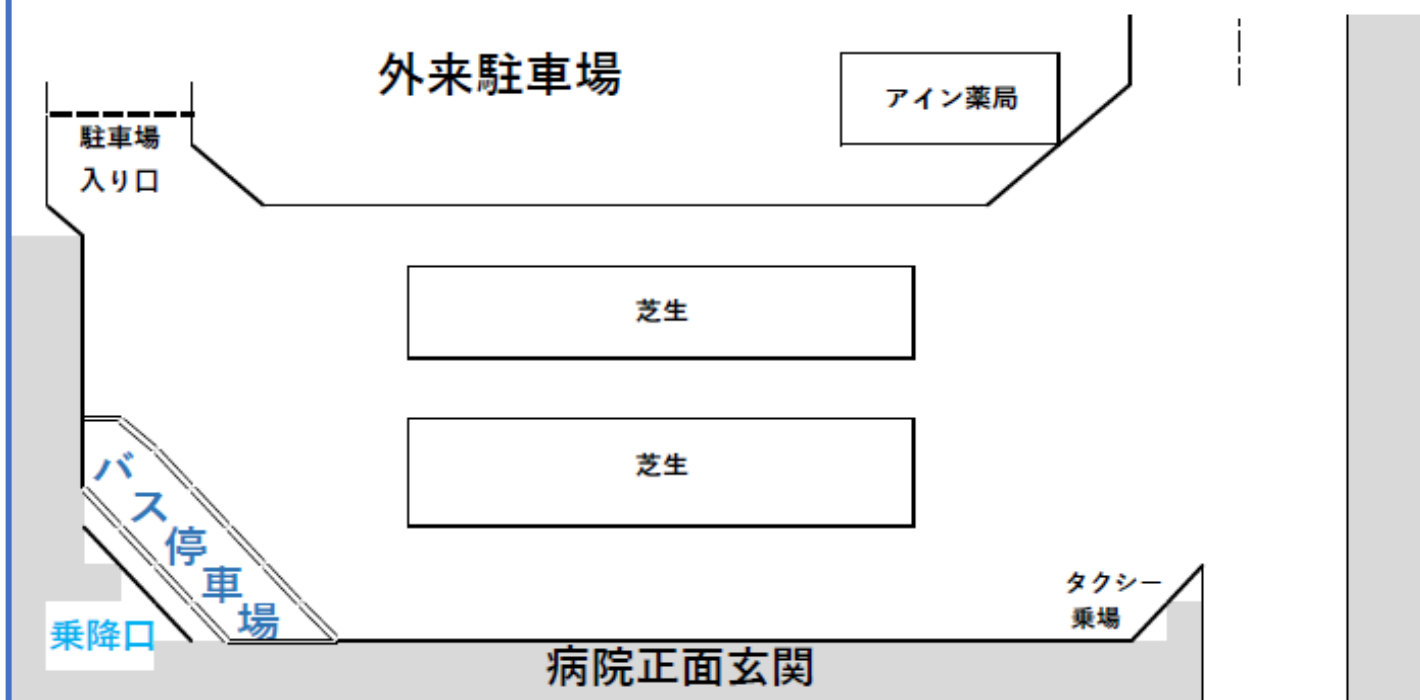 外来駐車場
アイン薬局
駐車場
入り口
芝生
芝生
バス停車場
タクシー
乗場
乗降口
病院正面玄関